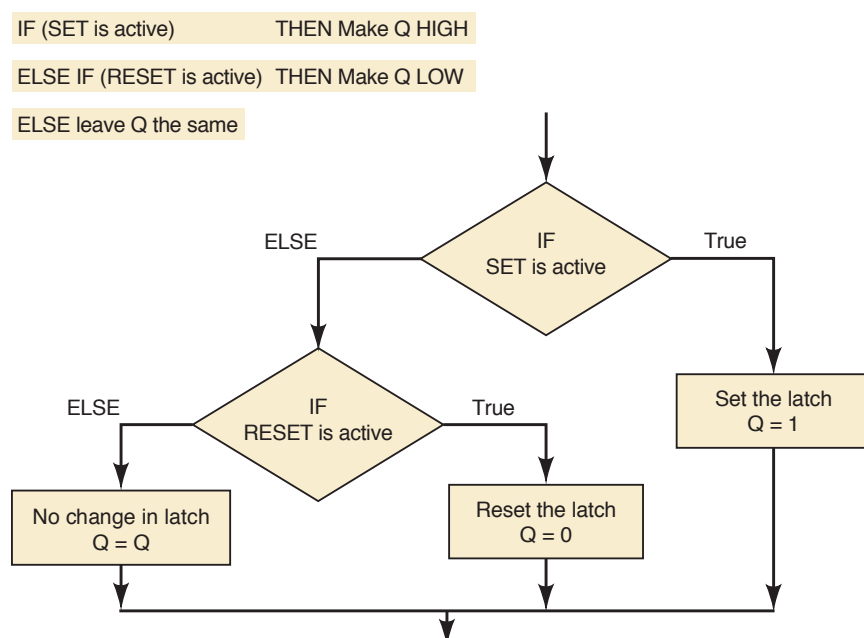 IF (SET is active) THEN Make Q HIGH
ELSE IF (RESET is active) THEN Make Q LOW
ELSE leave Q the same
IF
SET is active
ELSE
True
IF
RESET is active
ELSE
True
Set the latch
Q = 1
No change in latch
Q = Q
Reset the latch
Q = 0